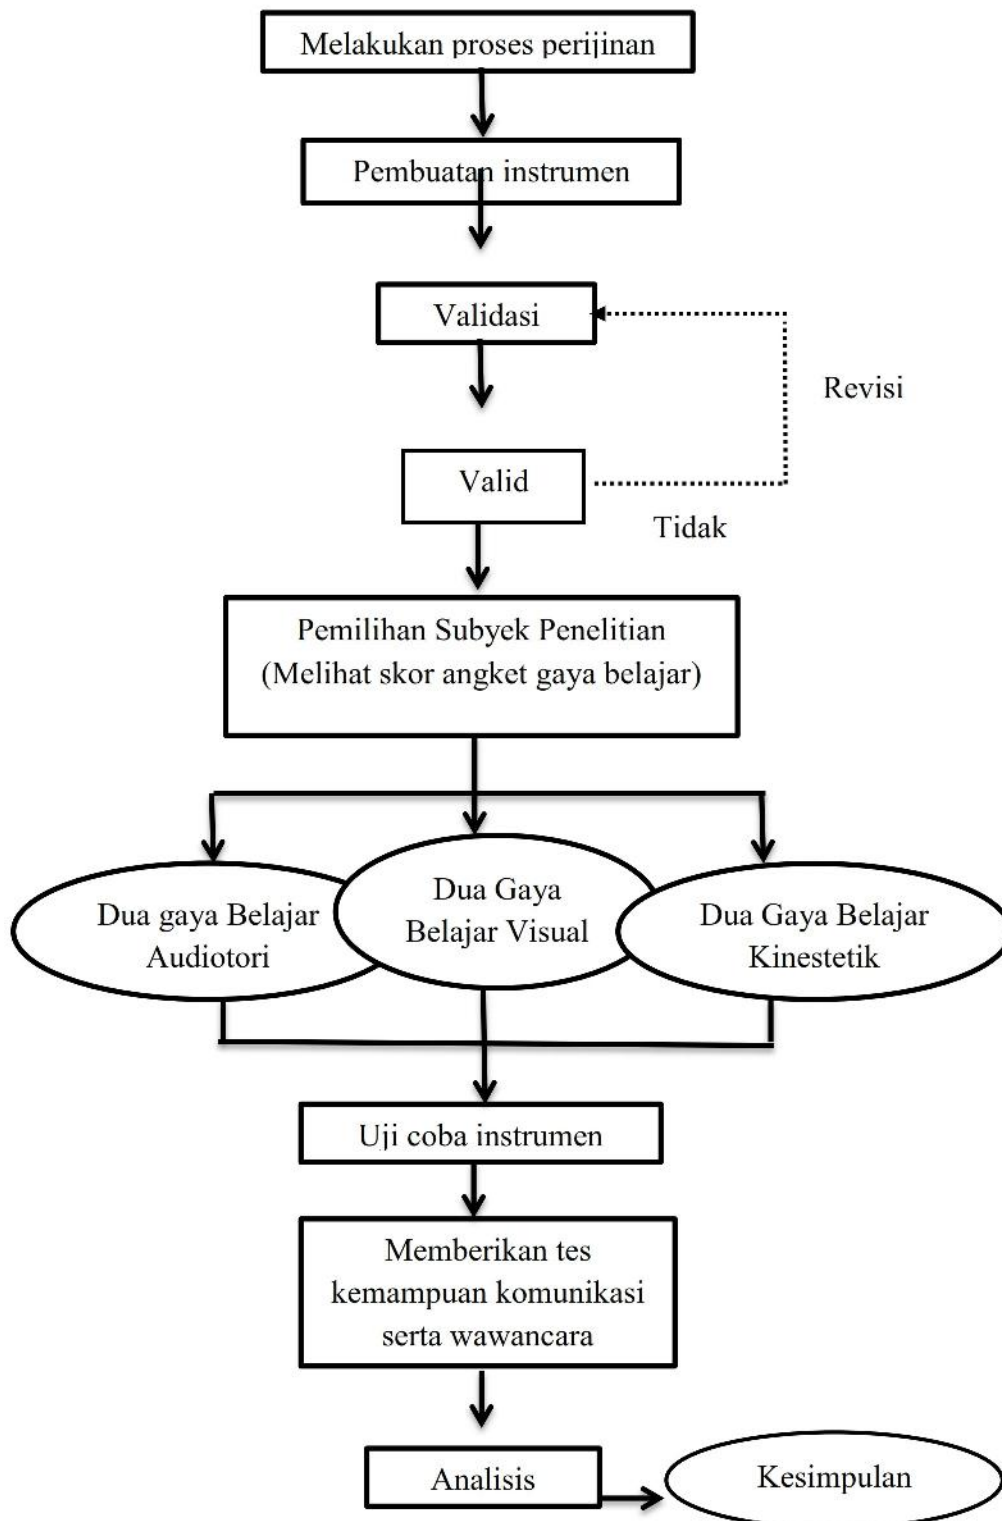 Melakukan proses perijinan
Pembuatan instrumen
Validasi
Revisi
Valid
Tidak
Pemilihan Subyek Penelitian
(Melihat skor angket gaya belajar)
Dua gaya Belajar
Audiotori
Dua Gaya
Belajar Visual
Dua Gaya Belajar
Kinestetik
Uji coba instrumen
Memberikan tes
kemampuan komunikasi
serta wawancara
Analisis
Kesimpulan